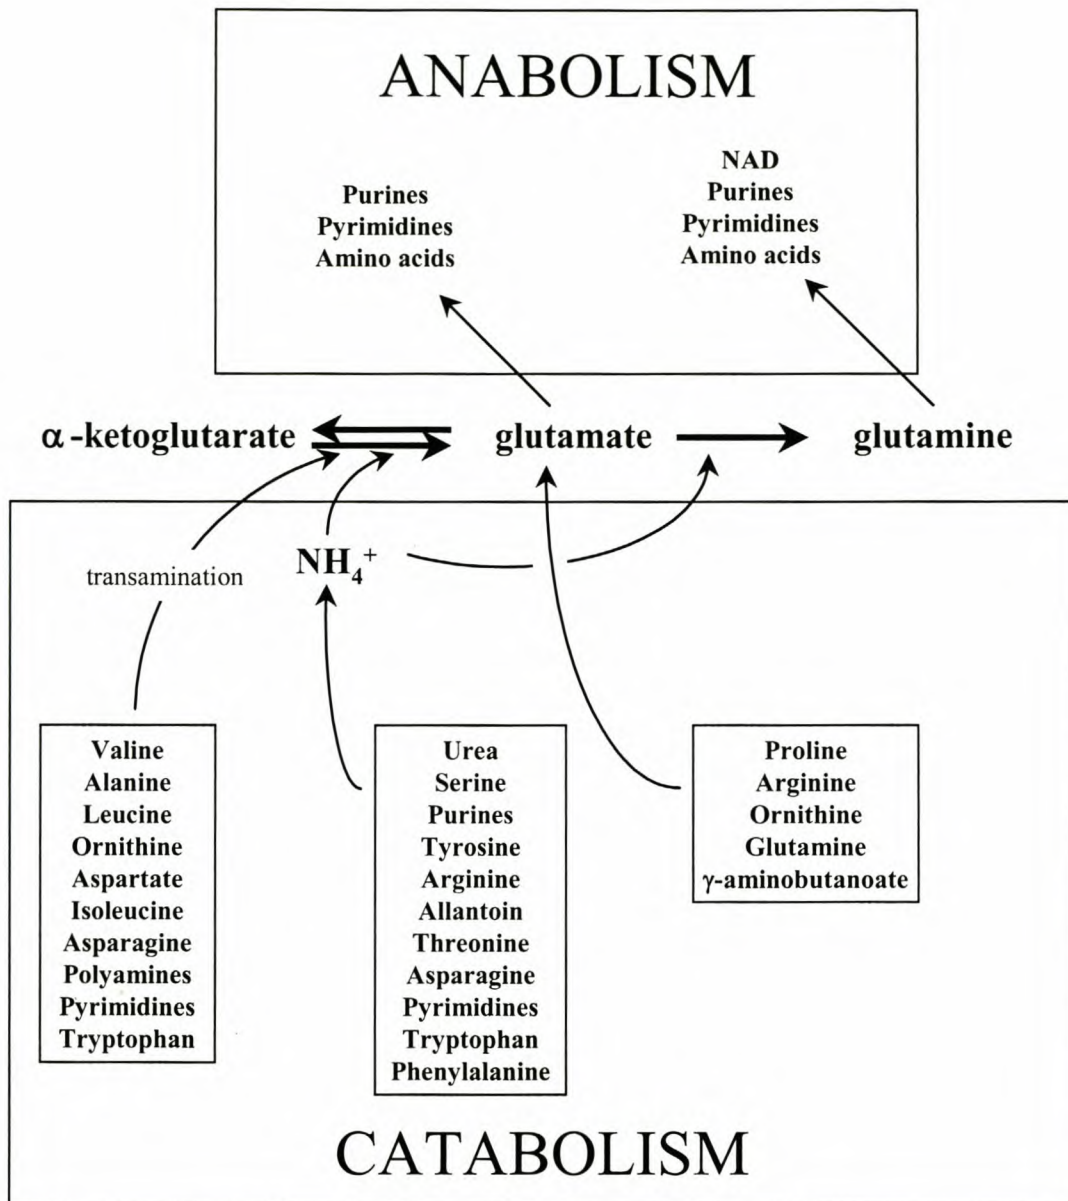 ANABOLISM
Purines
Pyrimidines
Amino acids
NAD
Purines
Pyrimidines
Amino acids
α-ketoglutarate glutamate glutamine
transamination
NH₄⁺
Valine
Alanine
Leucine
Ornithine
Aspartate
Isoleucine
Asparagine
Polyamines
Pyrimidines
Tryptophan
Urea
Serine
Purines
Tyrosine
Arginine
Allantoin
Threonine
Asparagine
Pyrimidines
Tryptophan
Phenylalanine
Proline
Arginine
Ornithine
Glutamine
γ-aminobutanoate
CATABOLISM